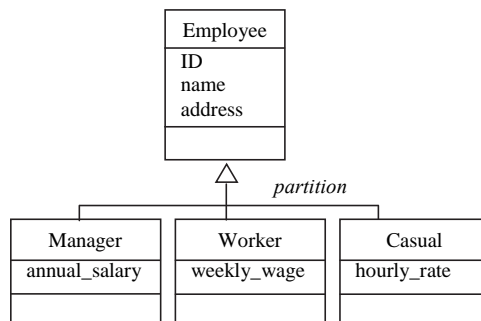 Employee
ID
name
address
partition
Manager
Worker
Casual
annual_salary
weekly_wage
hourly_rate